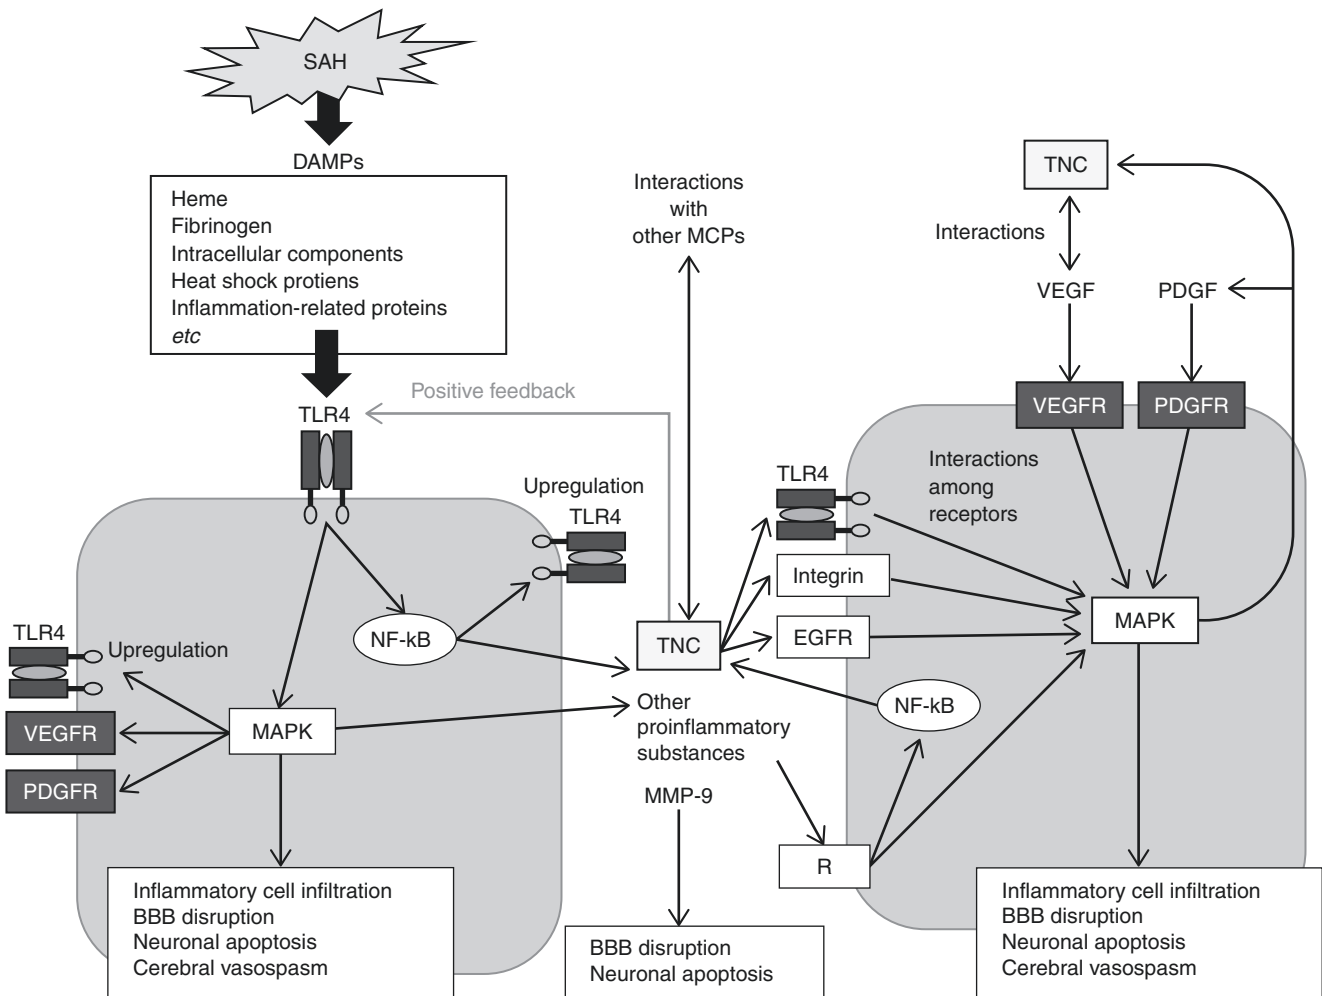 SAH
DAMPs
Heme
Fibrinogen
Intracellular components
Heat shock protiens
Inflammation-related proteins
etc
TLR4
Positive feedback
Interactions
with
other MCPs
TNC
Interactions
VEGF
PDGF
VEGFR
PDGFR
Interactions
among
receptors
TLR4
Integrin
EGFR
MAPK
NF-kB
R
Upregulation
TLR4
NF-kB
TNC
Other
proinflammatory
substances
MMP-9
TLR4
Upregulation
VEGFR
PDGFR
MAPK
Inflammatory cell infiltration
BBB disruption
Neuronal apoptosis
Cerebral vasospasm
BBB disruption
Neuronal apoptosis
Inflammatory cell infiltration
BBB disruption
Neuronal apoptosis
Cerebral vasospasm